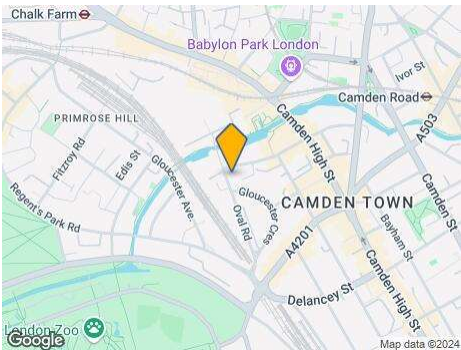 Chalk Farm
Babylon Park London
Ivor St
Camden Road
A503
PRIMROSE HILL
Fitzroy Rd
Edis St
Gloucester Ave
Camden High St
Camden St
Regent's Park Rd
Gloucester Cres
Oval Rd
CAMDEN TOWN
A4201
Bayham St
Delancey St
Camden High St
London Zoo
Google
Map data ©2024